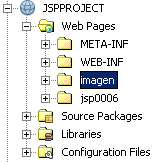 JSPPROJECT
Web Pages
META-INF
WEB-INF
imagen
jsp0006
Source Packages
Libraries
Configuration Files